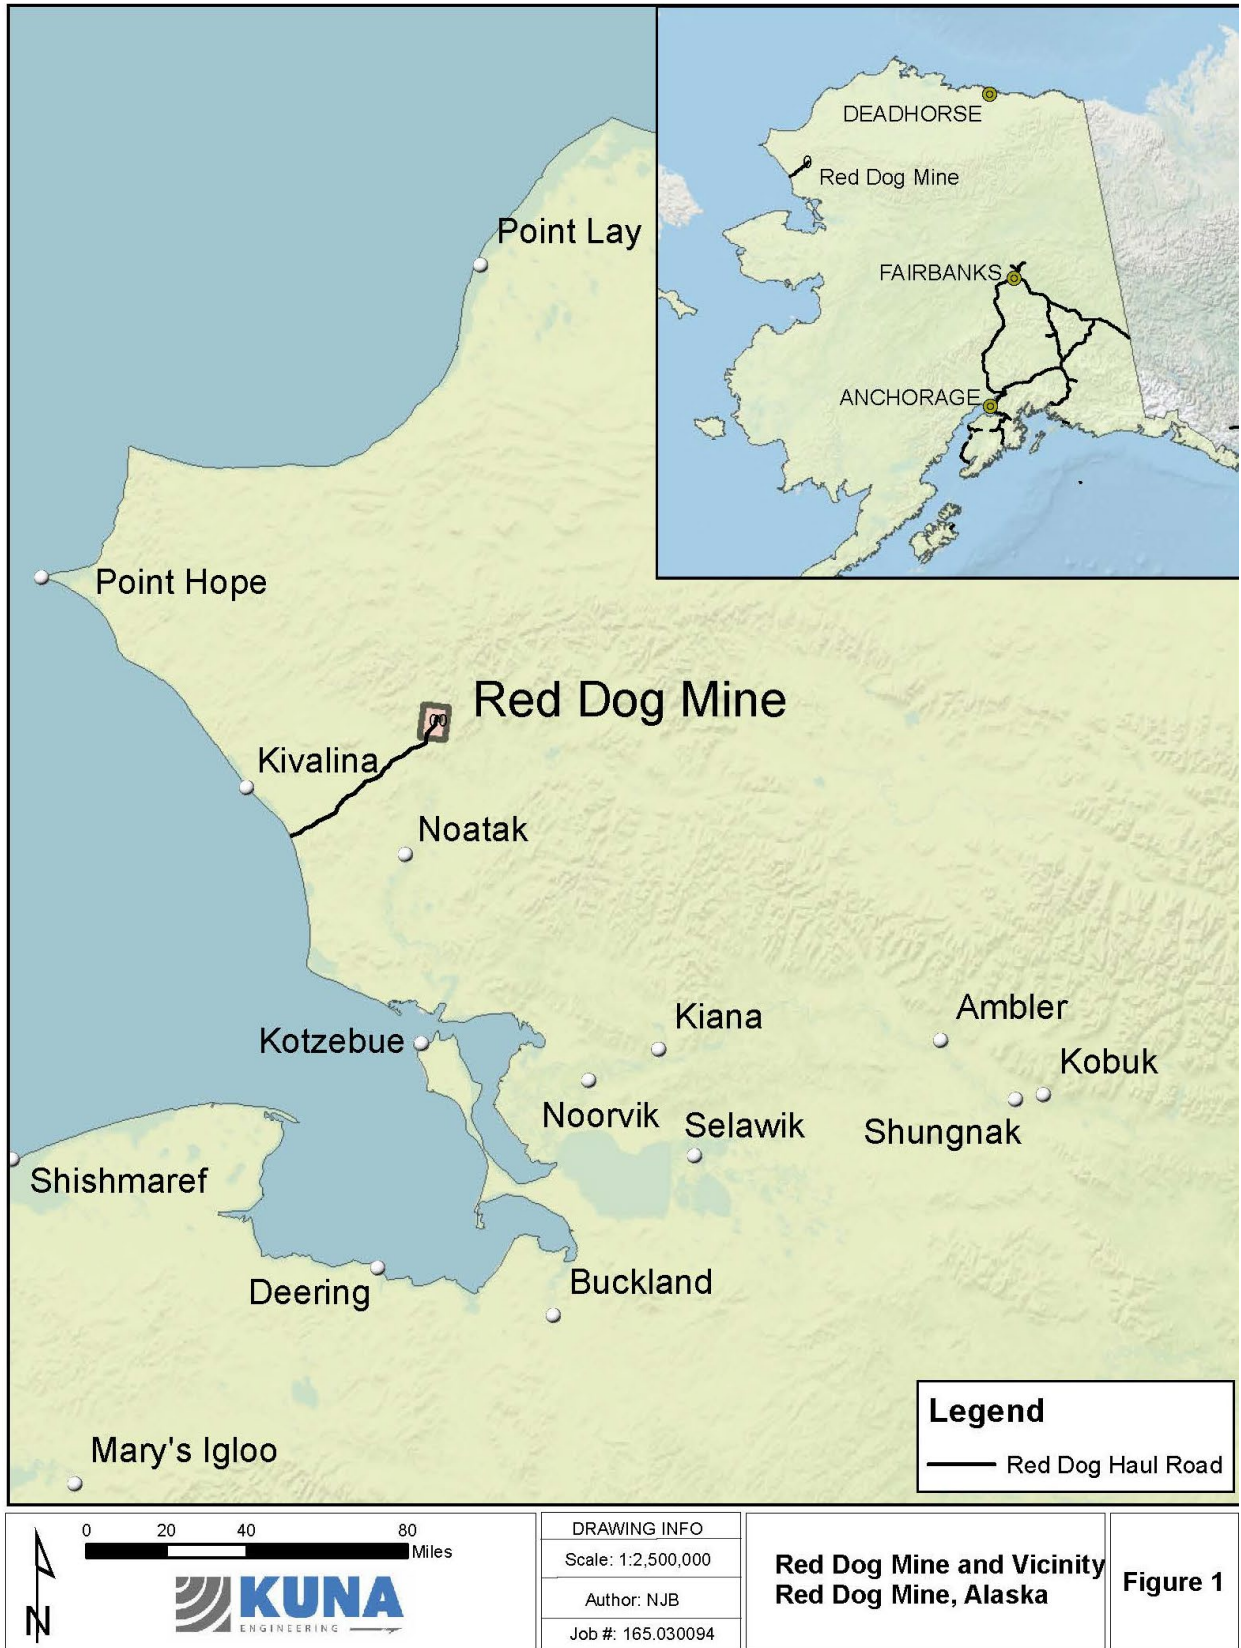 DEADHORSE
Red Dog Mine
FAIRBANKS
ANCHORAGE
Point Lay
Point Hope
Red Dog Mine
Kivalina
Noatak
Kotzebue
Kiana
Ambler
Kobuk
Noorvik
Selawik
Shungnak
Shishmaref
Deering
Buckland
Mary's Igloo
Legend
Red Dog Haul Road
0 20 40 80
Miles
N
KUNA
ENGINEERING
DRAWING INFO
Scale: 1:2,500,000
Author: NJB
Job #: 165.030094
Red Dog Mine and Vicinity
Red Dog Mine, Alaska
Figure 1